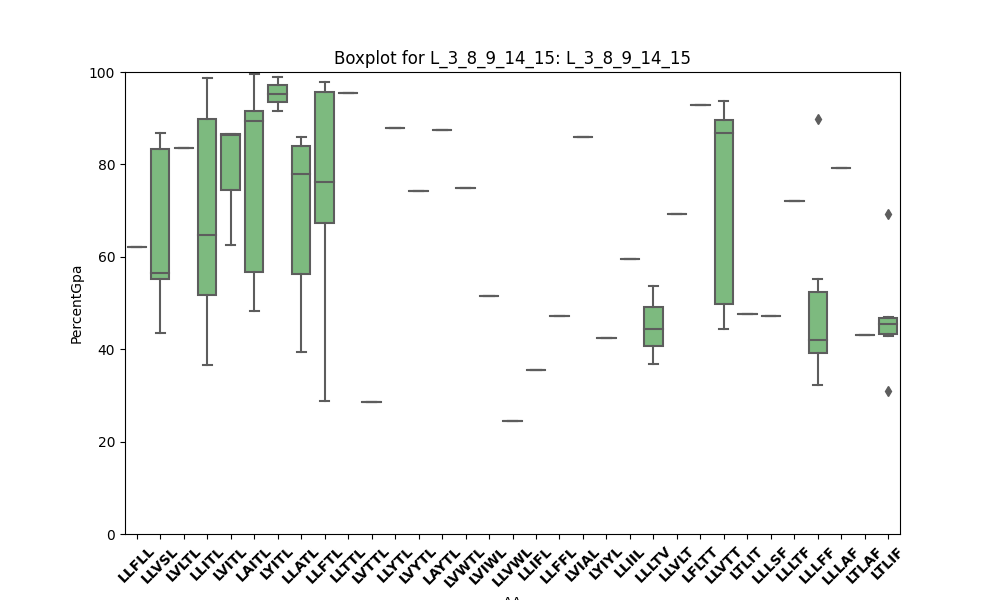 Boxplot for L_3_8_9_14_15: L_3_8_9_14_15
100
80
60
40
20
0
PercentGpa
LLFLL
LLVSL
LVLTL
LLITL
LVITL
LAITL
LYITL
LLATL
LLFTL
LLTTL
LVTTL
LLYTL
LVYTL
LAYTL
LVWTL
LVIWL
LLVWL
LLIFL
LLFFL
LVIAL
LYIYL
LLIIL
LLLTV
LLVLT
LFLTT
LLVTT
LTLIT
LLLSF
LLLTF
LLLFF
LLLAF
LTLAF
LTLIF